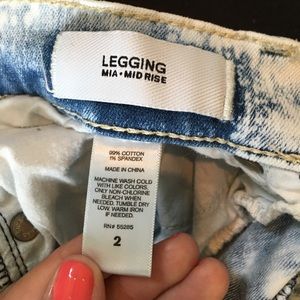 LEGGING
MIA • MID RISE
99% COTTON
1% SPANDEX
MADE IN CHINA
MACHINE WASH COLD
WITH LIKE COLORS.
ONLY NON-CHLORINE
BLEACH WHEN
NEEDED. TUMBLE DRY
LOW. WARM IRON
IF NEEDED.
RN# 55285
2